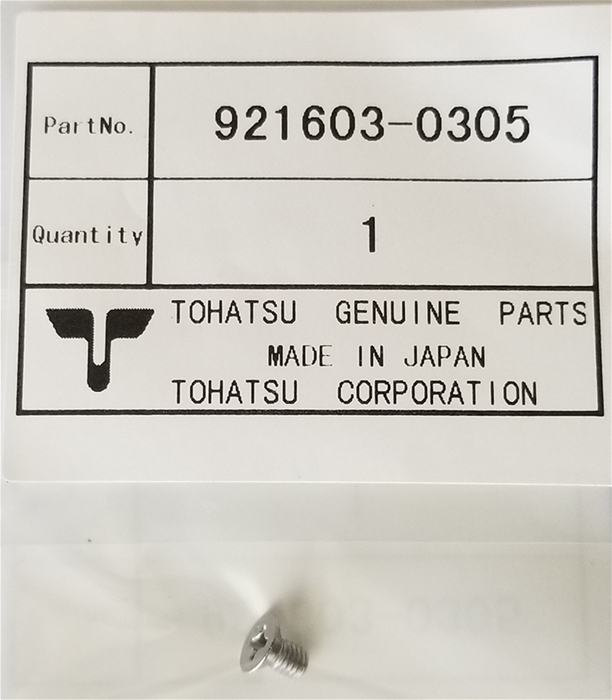 PartNo. 921603-0305
Quantity 1
TOHATSU GENUINE PARTS
MADE IN JAPAN
TOHATSU CORPORATION